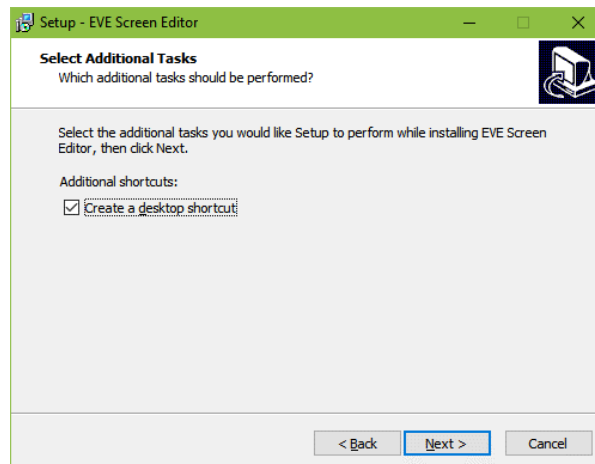 Setup - EVE Screen Editor
Select Additional Tasks
Which additional tasks should be performed?
Select the additional tasks you would like Setup to perform while installing EVE Screen
Editor, then click Next.
Additional shortcuts:
Create a desktop shortcut
< Back Next > Cancel